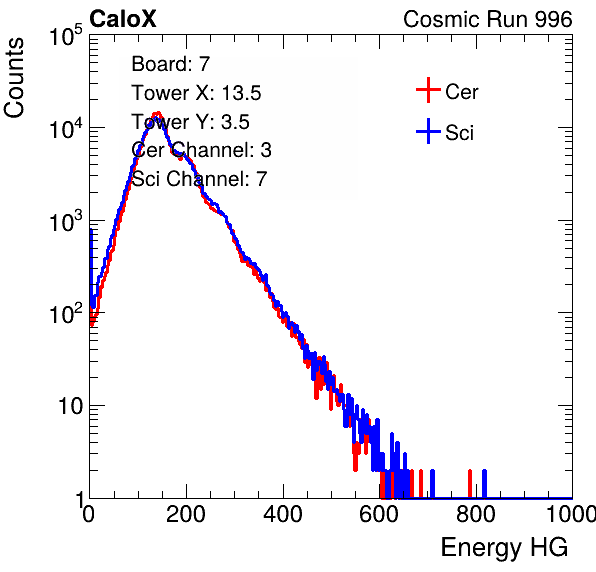 CaloX Cosmic Run 996
Counts
10^5
10^4
10^3
10^2
10
1
Board: 7
Tower X: 13.5
Tower Y: 3.5
Cer Channel: 3
Sci Channel: 7
Cer
Sci
0 200 400 600 800 1000
Energy HG